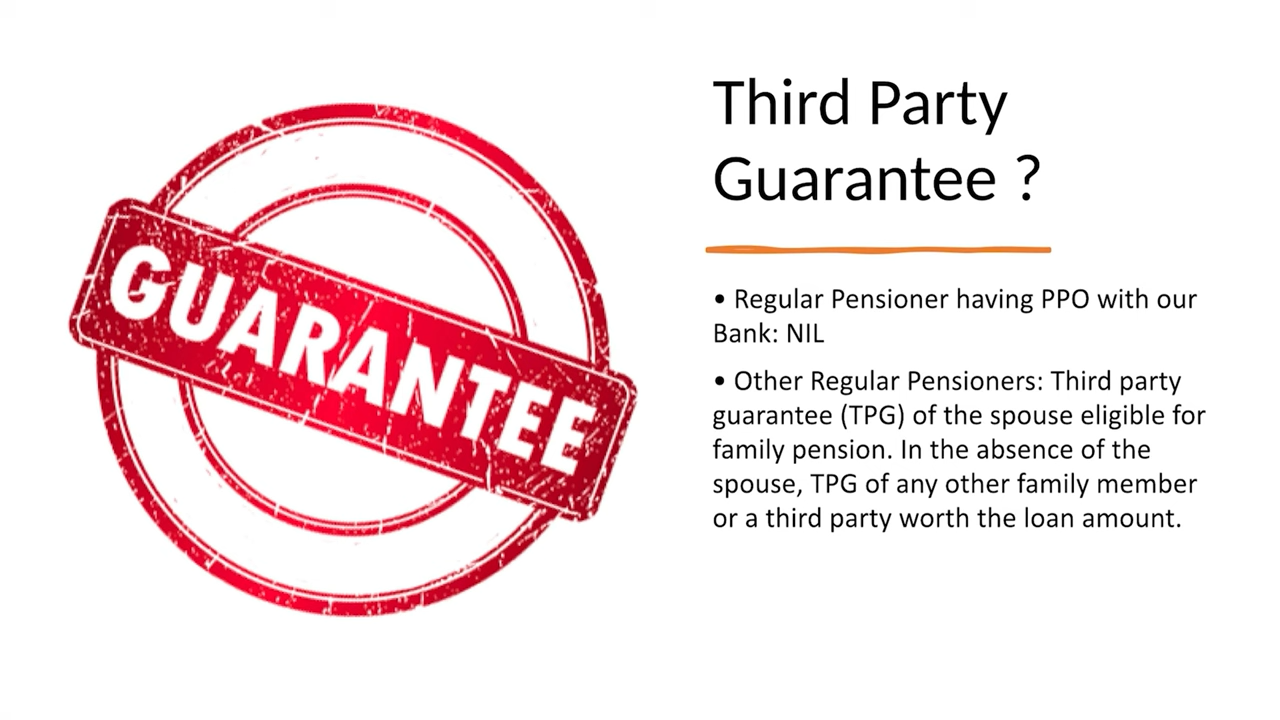 GUARANTEE
Third Party
Guarantee ?
• Regular Pensioner having PPO with our
Bank: NIL
• Other Regular Pensioners: Third party
guarantee (TPG) of the spouse eligible for
family pension. In the absence of the
spouse, TPG of any other family member
or a third party worth the loan amount.